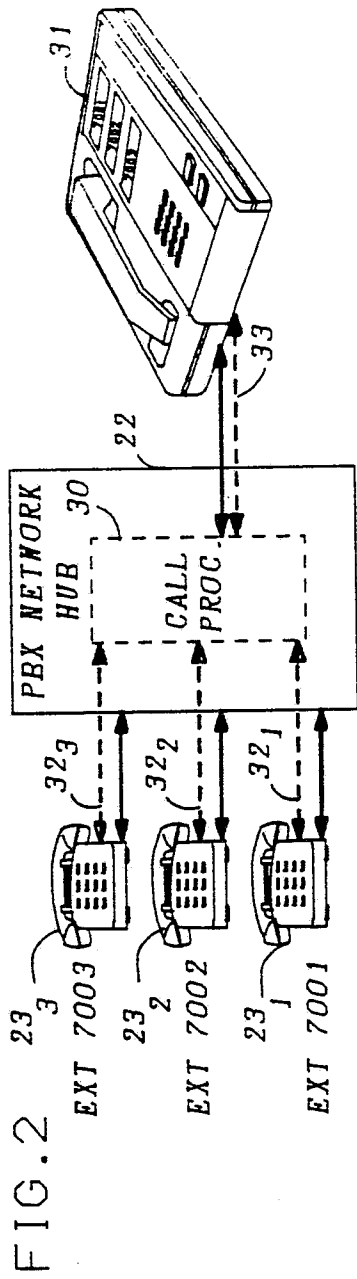 FIG.2
23 3
EXT 7003
32 3
23 2
EXT 7002
32 2
23 1
EXT 7001
32 1
PBX NETWORK
HUB
22
30
CALL
PROC
33
31
7001
7002
7003